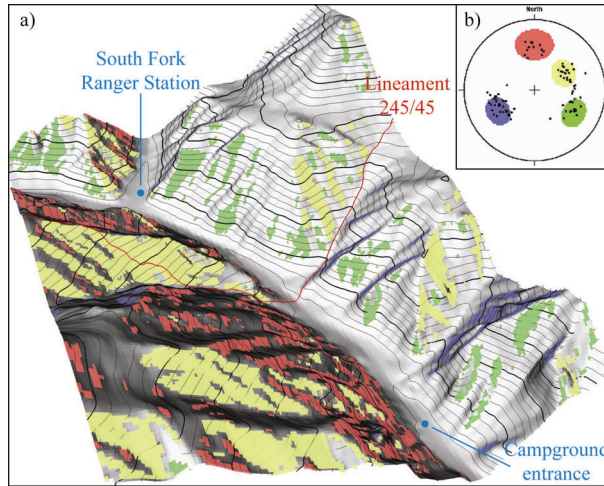 a)
South Fork
Ranger Station
Lineament
245/45
Campground
entrance
b)
North